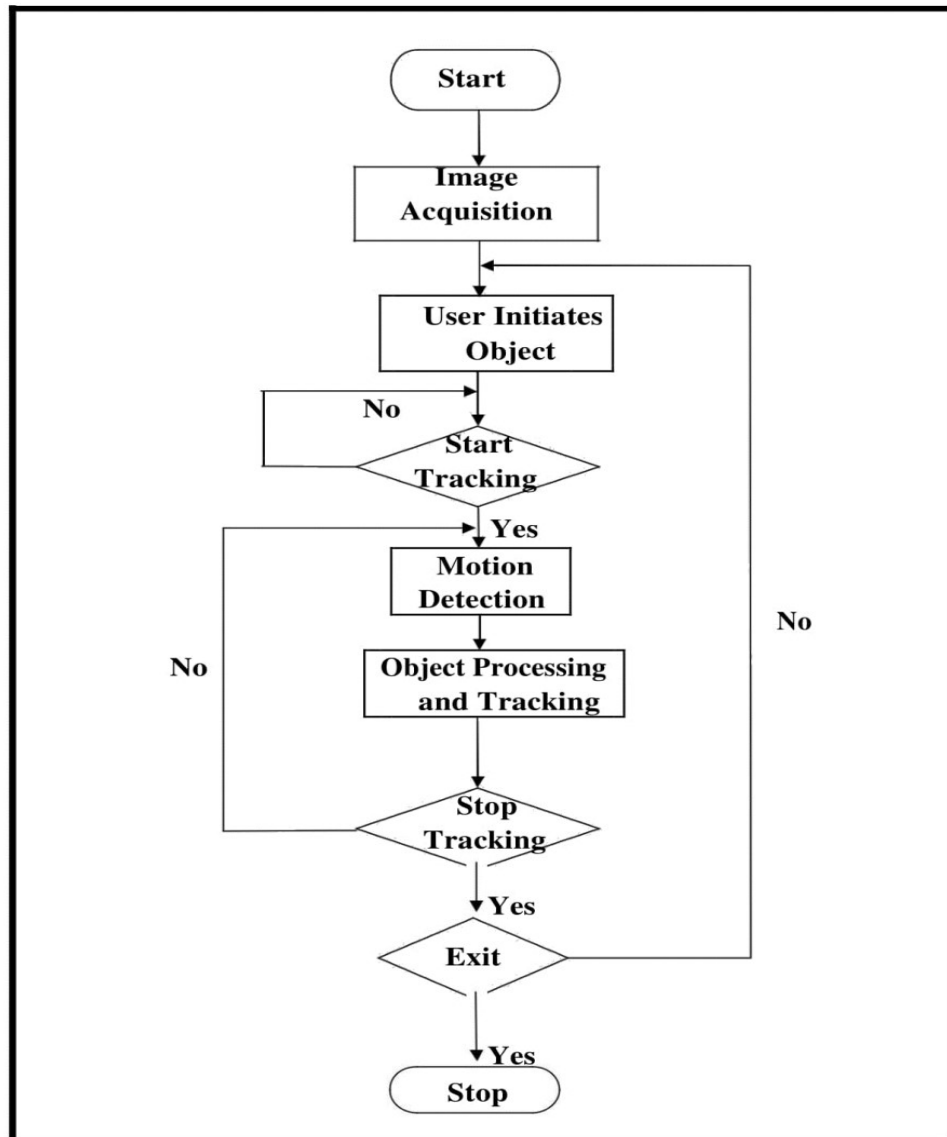 Start
Image
Acquisition
User Initiates
Object
No
Start
Tracking
Yes
Motion
Detection
No
No
Object Processing
and Tracking
Stop
Tracking
Yes
Exit
Yes
Stop